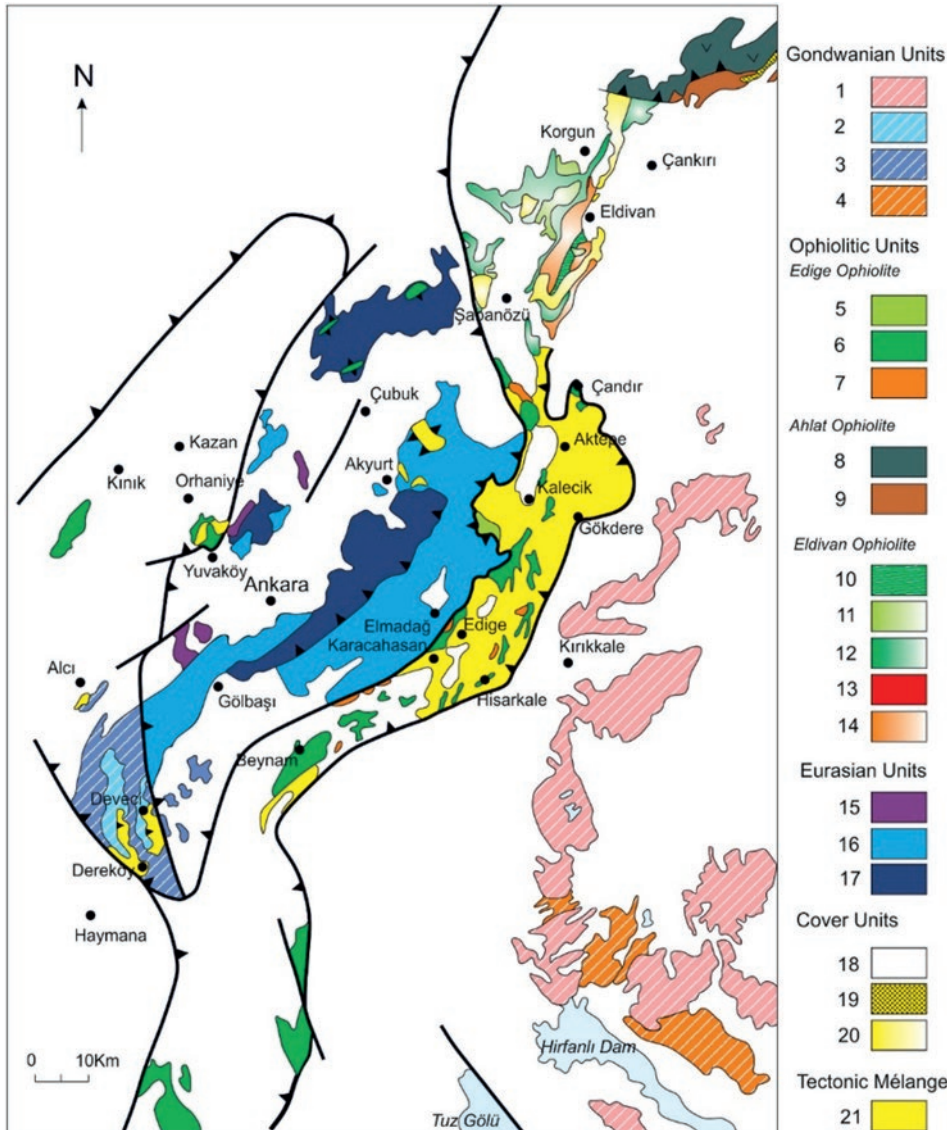 N
Korgun
Çankırı
Eldivan
Şabanözü
Çandır
Çubuk
Kazan
Aktepe
Kınık
Akyurt
Orhaniye
Kalecik
Gökdere
Yuvaköy
Ankara
Elmadağ
Edige
Karacahasan
Kırıkkale
Alcı
Gölbaşı
Hisarkale
Beynam
Deveci
Dereköy
Haymana
0 10Km
Hirfanlı Dam
Tuz Gölü
Gondwanian Units
1
2
3
4
Ophiolitic Units
Edige Ophiolite
5
6
7
Ahlat Ophiolite
8
9
Eldivan Ophiolite
10
11
12
13
14
Eurasian Units
15
16
17
Cover Units
18
19
20
Tectonic Mélange
21